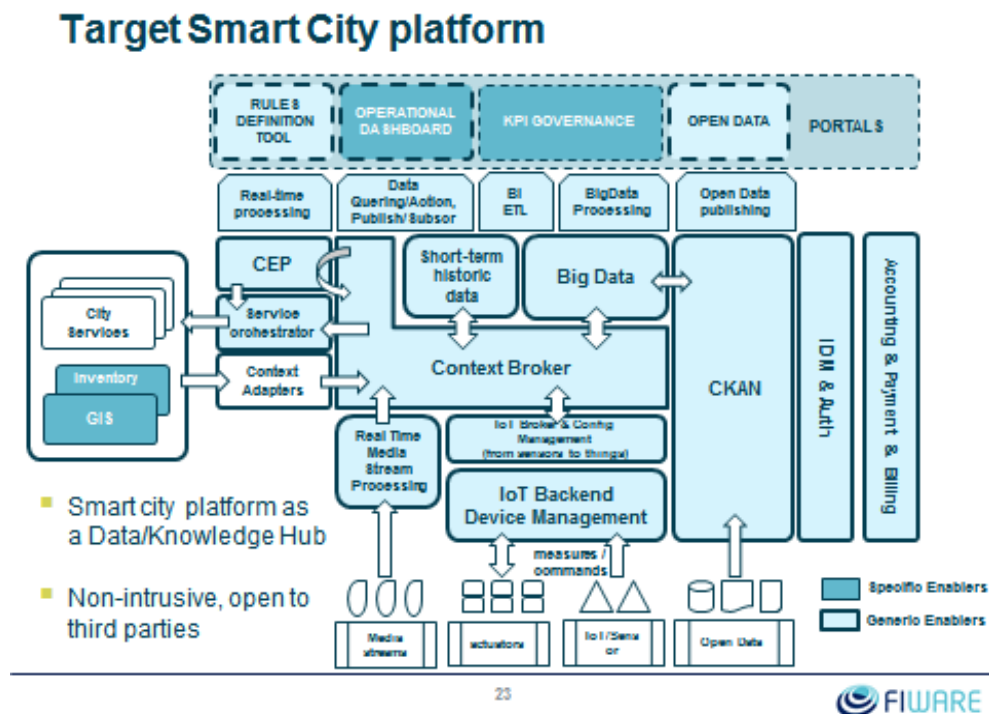 Target Smart City platform
RULES
DEFINITION
TOOL
OPERATIONAL
DASHBOARD
KPI GOVERNANCE
OPEN DATA
PORTALS
Real-time
processing
Data
Quering/Action,
Publish/Subscr
BI
ETL
BigData
Processing
Open Data
publishing
CEP
Short-term
historic
data
Big Data
City
Services
Service
orchestrator
Context Broker
CKAN
IDM & Auth
Accounting & Payment & Billing
Inventory
GIS
Context
Adapters
Real Time
Media
Stream
Processing
IoT Broker & Config
Management
(from sensors to things)
IoT Backend
Device Management
measures /
commands
Smart city platform as
a Data/Knowledge Hub
Non-intrusive, open to
third parties
Media
streams
actuators
IoT/Sens
or
Open Data
Specific Enablers
Generic Enablers
23
FIWARE